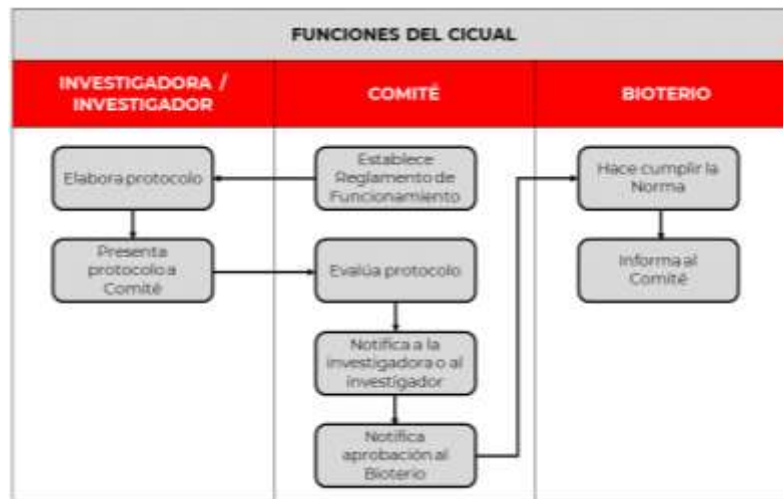 FUNCIONES DEL CICUAL
INVESTIGADORA /
INVESTIGADOR
COMITÉ
BIOTERIO
Elabora protocolo
Establece
Reglamento de
Funcionamiento
Hace cumplir la
Norma
Presenta
protocolo a
Comité
Evalúa protocolo
Informa al
Comité
Notifica a la
investigadora o al
investigador
Notifica
aprobación al
Bioterio